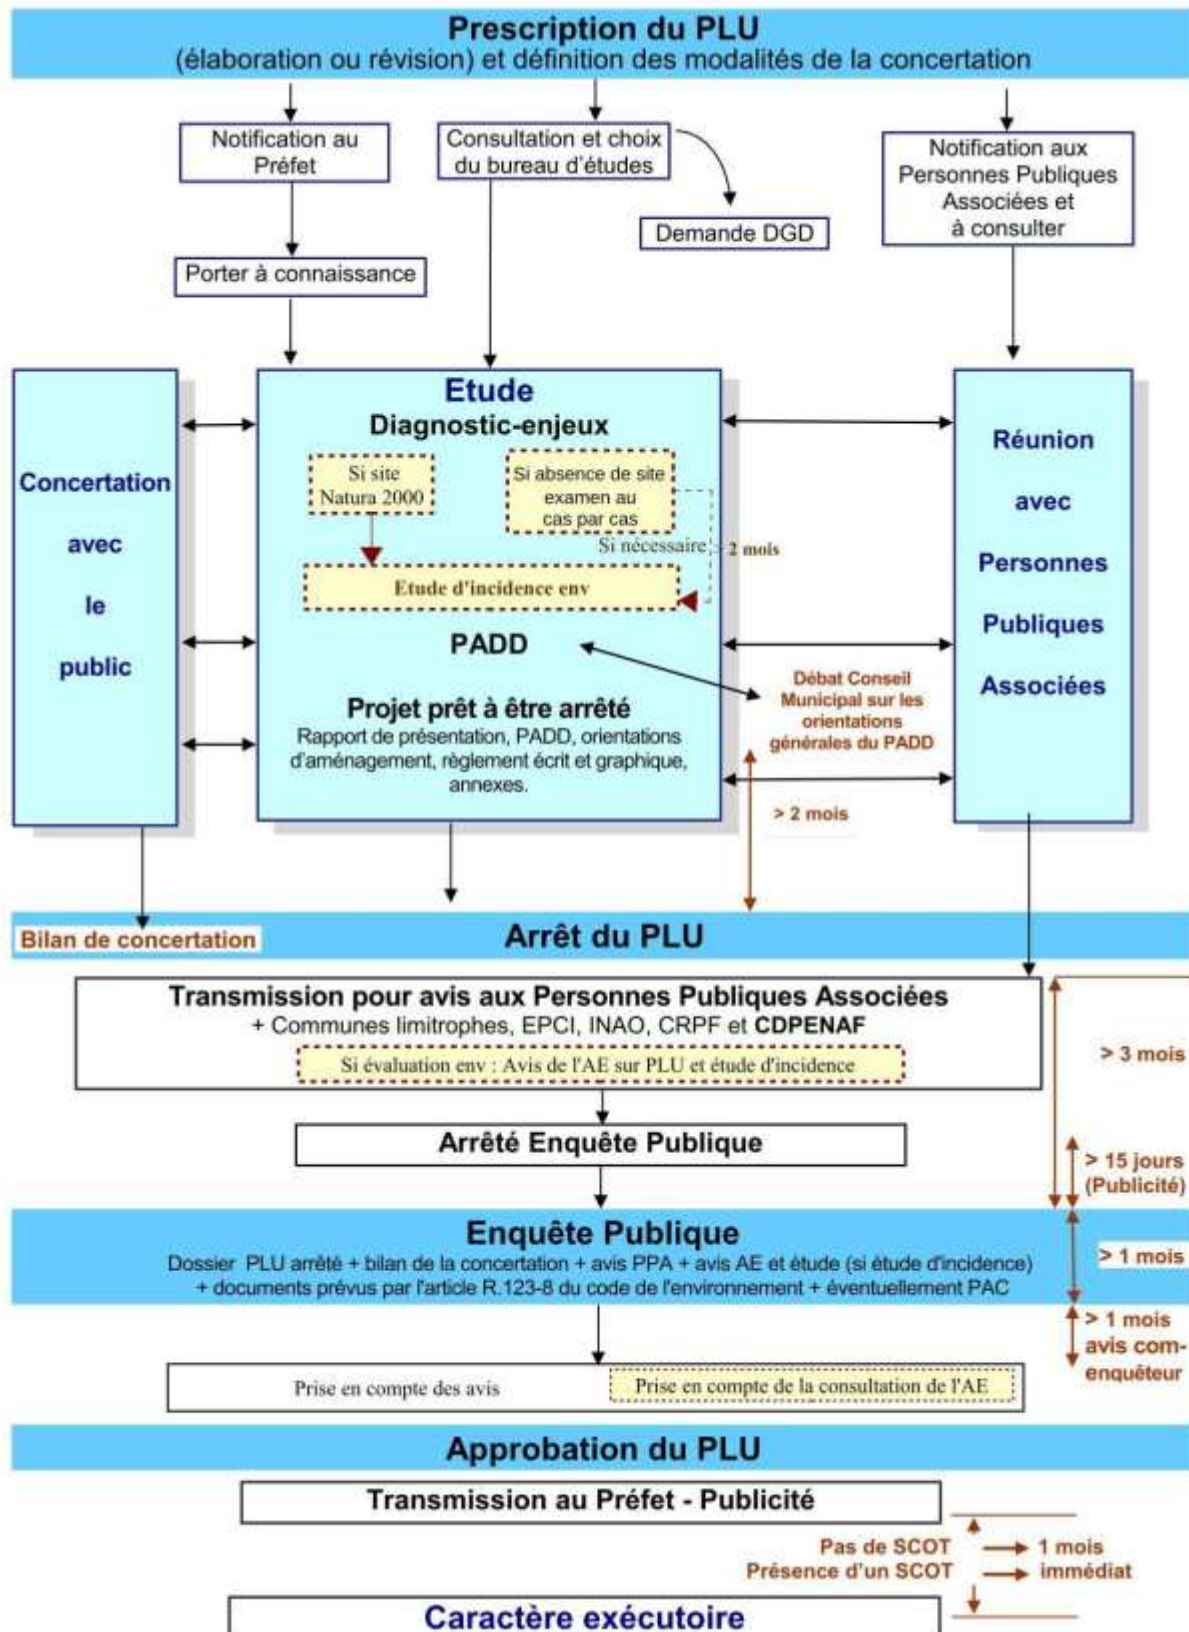 Prescription du PLU
(élaboration ou révision) et définition des modalités de la concertation
Notification au
Préfet
Consultation et choix
du bureau d'études
Notification aux
Personnes Publiques
Associées et
à consulter
Demande DGD
Porter à connaissance
Concertation
avec
le
public
Etude
Diagnostic-enjeux
Si site
Natura 2000
Si absence de site
examen au
cas par cas
Si nécessaire
> 2 mois
Etude d'incidence env
PADD
Débat Conseil
Municipal sur les
orientations
générales du PADD
Projet prêt à être arrêté
Rapport de présentation, PADD, orientations
d'aménagement, règlement écrit et graphique,
annexes.
> 2 mois
Réunion
avec
Personnes
Publiques
Associées
Bilan de concertation
Arrêt du PLU
Transmission pour avis aux Personnes Publiques Associées
+ Communes limitrophes, EPCI, INAO, CRPF et CDPENAF
Si évaluation env : Avis de l'AE sur PLU et étude d'incidence
> 3 mois
Arrêté Enquête Publique
> 15 jours
(Publicité)
Enquête Publique
Dossier PLU arrêté + bilan de la concertation + avis PPA + avis AE et étude (si étude d'incidence)
+ documents prévus par l'article R.123-8 du code de l'environnement + éventuellement PAC
> 1 mois
> 1 mois
avis com-
enquêteur
Prise en compte des avis
Prise en compte de la consultation de l'AE
Approbation du PLU
Transmission au Préfet - Publicité
Pas de SCOT 1 mois
Présence d'un SCOT immédiat
Caractère exécutoire